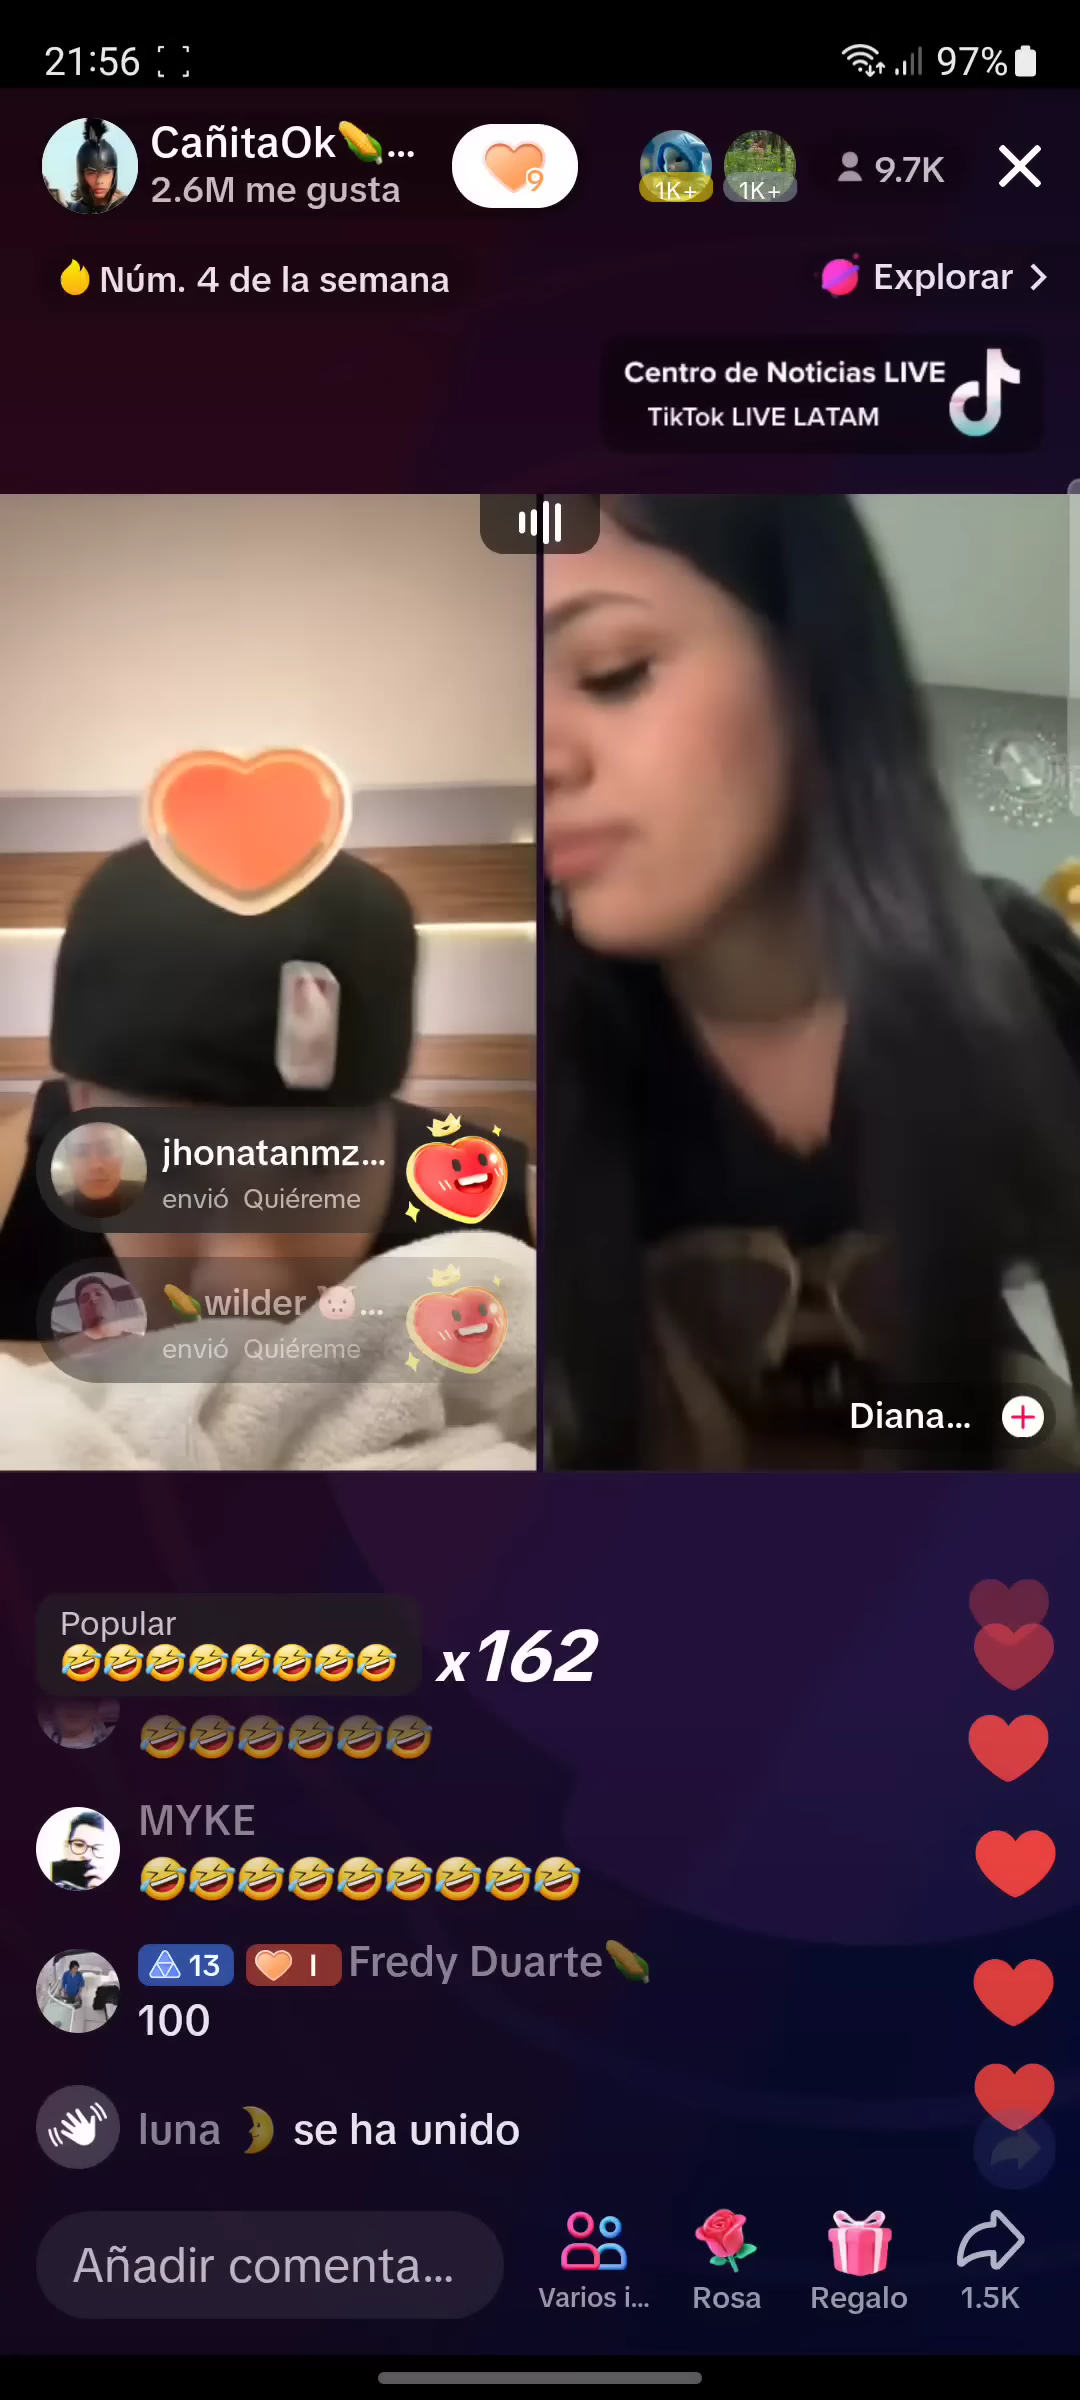 21:56
97%
CañitaOk🌽...
2.6M me gusta
9
1K+
1K+
9.7K
Núm. 4 de la semana
Explorar
Centro de Noticias LIVE
TikTok LIVE LATAM
jhonatanmz...
envió Quiéreme
🌽wilder 🐷...
envió Quiéreme
Diana...
Popular
🤣🤣🤣🤣🤣🤣🤣🤣
x162
🤣🤣🤣🤣🤣🤣
MYKE
🤣🤣🤣🤣🤣🤣🤣🤣🤣
13 I Fredy Duarte🌽
100
luna 🌛 se ha unido
Añadir comenta...
Varios i...
Rosa
Regalo
1.5K